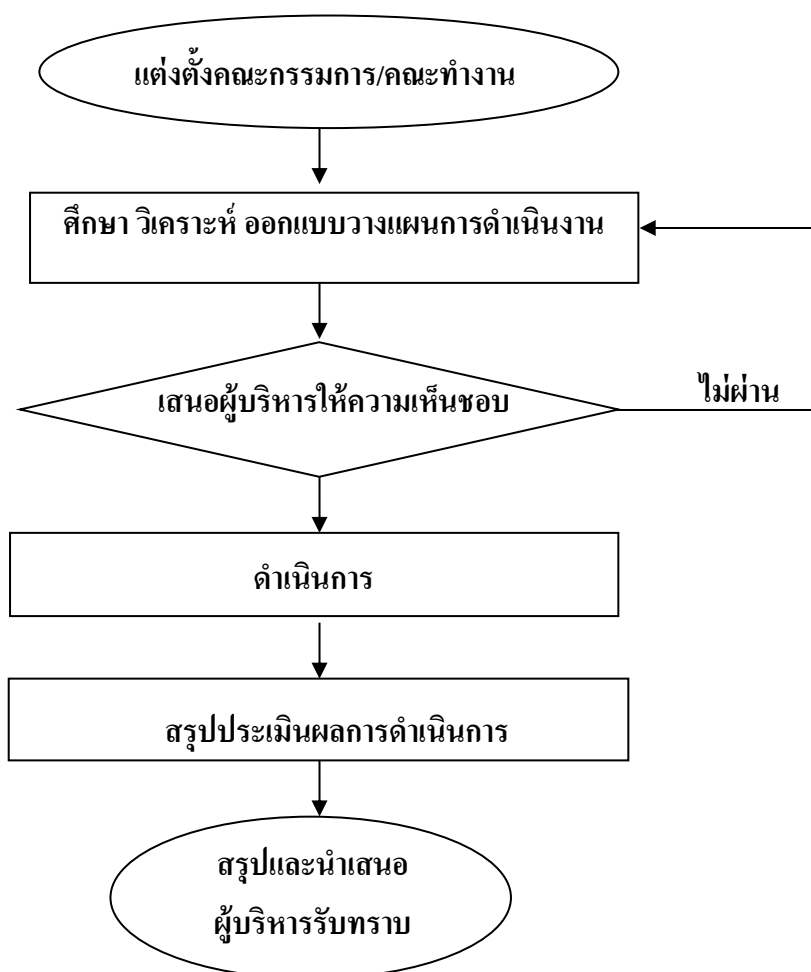 แต่งตั้งคณะกรรมการ/คณะทำงาน
ศึกษา วิเคราะห์ ออกแบบวางแผนการดำเนินงาน
เสนอผู้บริหารให้ความเห็นชอบ
ไม่ผ่าน
ดำเนินการ
สรุปประเมินผลการดำเนินการ
สรุปและนำเสนอ
ผู้บริหารรับทราบ